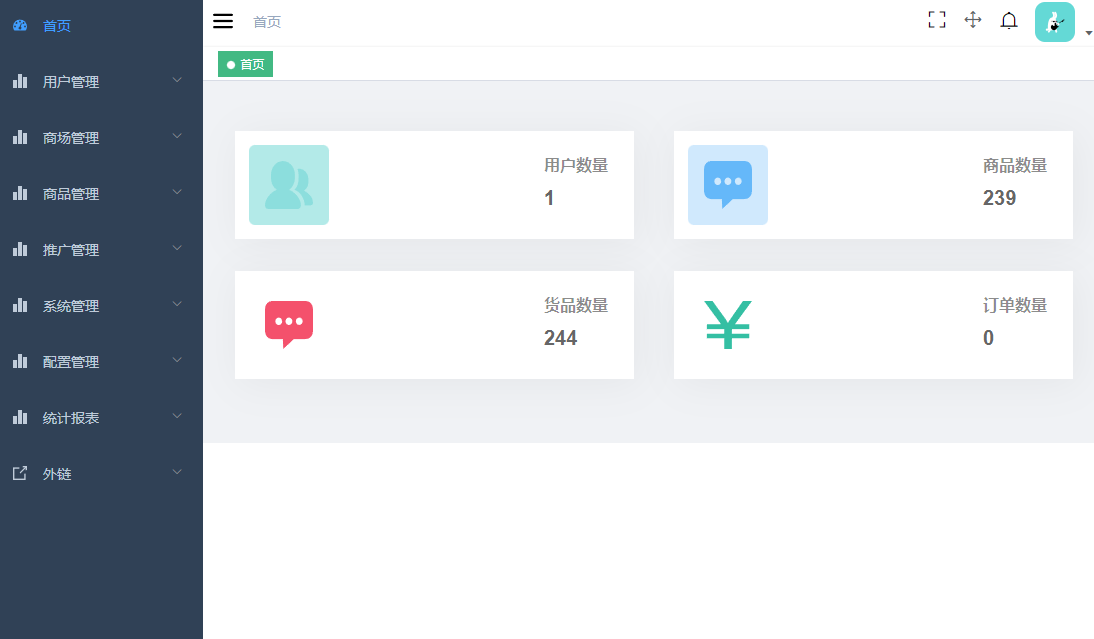 首页
用户管理
商场管理
商品管理
推广管理
系统管理
配置管理
统计报表
外链
首页
首页
用户数量
1
商品数量
239
货品数量
244
订单数量
0